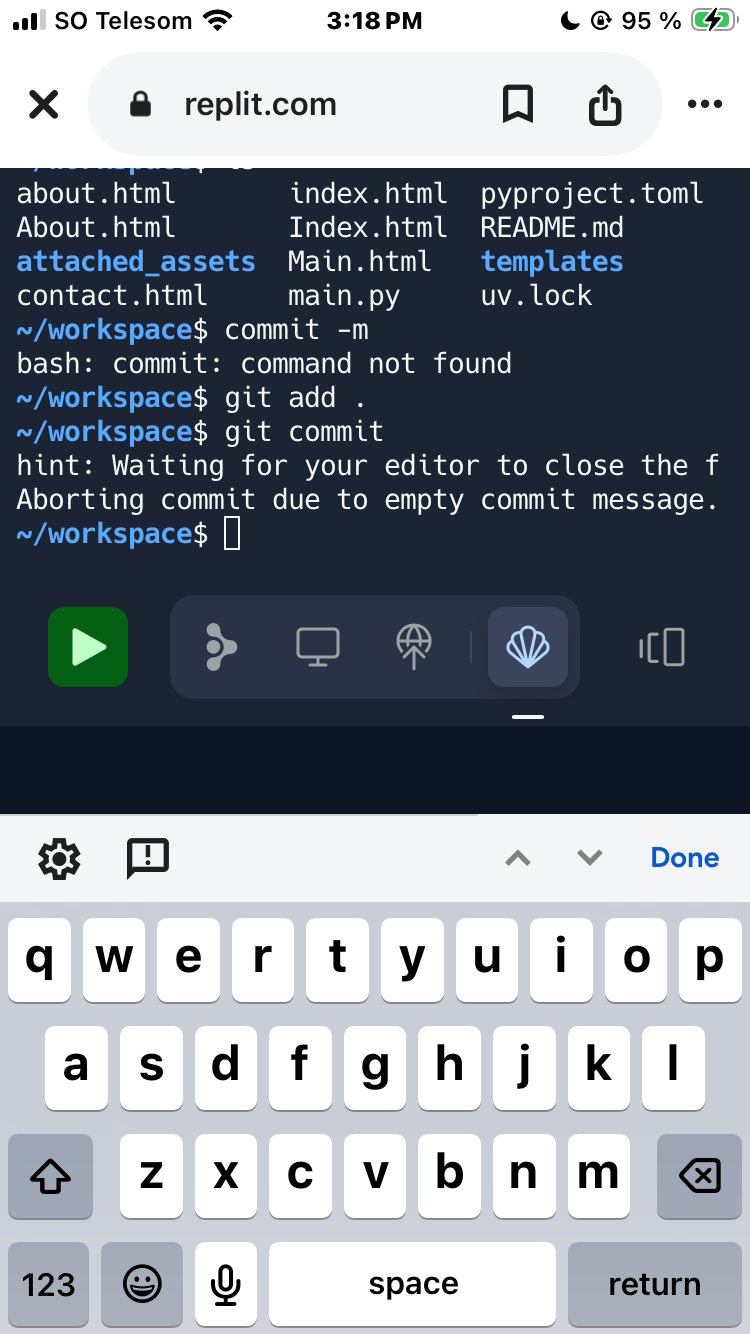 SO Telesom 3:18 PM 95 %
replit.com
about.html index.html pyproject.toml
About.html Index.html README.md
attached_assets Main.html templates
contact.html main.py uv.lock
~/workspace$ commit -m
bash: commit: command not found
~/workspace$ git add .
~/workspace$ git commit
hint: Waiting for your editor to close the f
Aborting commit due to empty commit message.
~/workspace$
Done
q w e r t y u i o p
a s d f g h j k l
z x c v b n m
123 space return